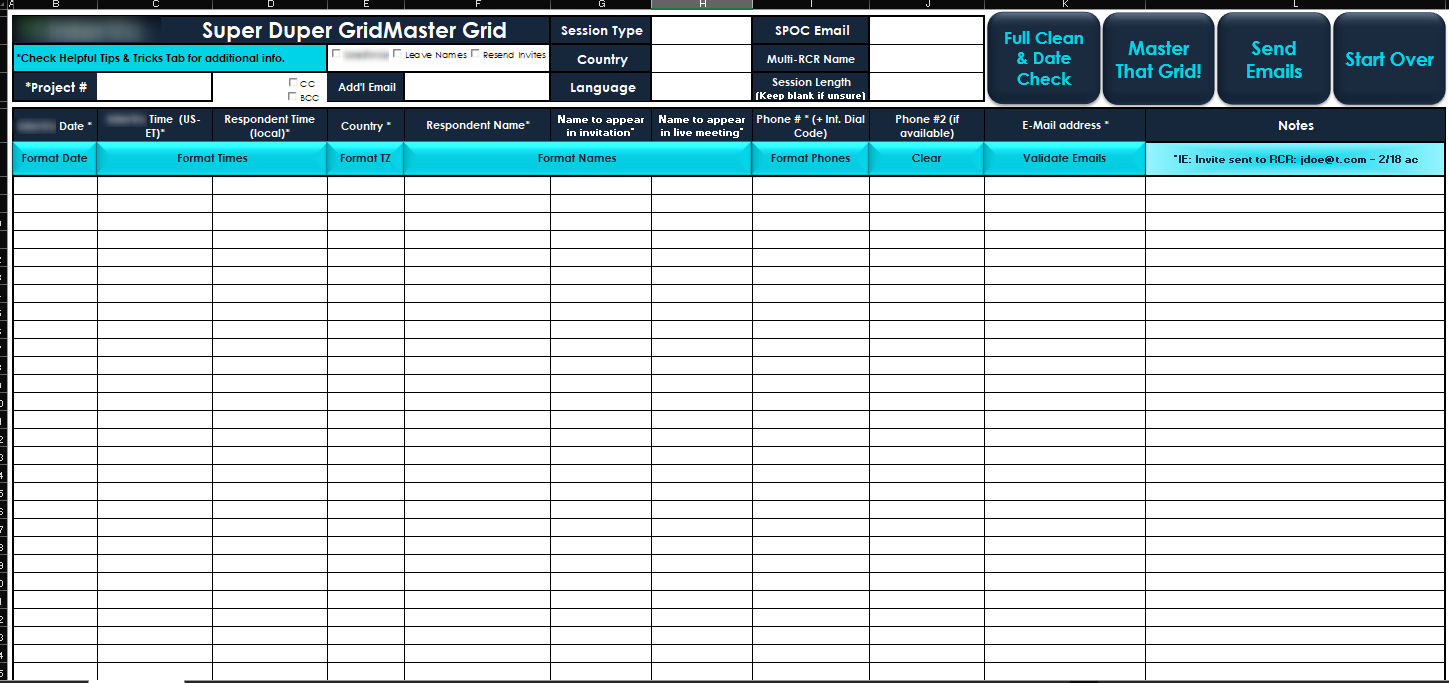 B C D E F G H I J K L
Super Duper GridMaster Grid
Session Type
SPOC Email
Full Clean
& Date
Check
Master
That Grid!
Send
Emails
Start Over
*Check Helpful Tips & Tricks Tab for additional info.
Leave Names
Resend Invites
Country
Multi-RCR Name
*Project #
CC
BCC
Add'l Email
Language
Session Length
(Keep blank if unsure)
Date *
Time (US-
ET)*
Respondent Time
(local)*
Country *
Respondent Name*
Name to appear
in invitation*
Name to appear
in live meeting*
Phone # * (+ Int. Dial
Code)
Phone #2 (if
available)
E-Mail address *
Notes
Format Date
Format Times
Format TZ
Format Names
Format Phones
Clear
Validate Emails
*IE: Invite sent to RCR: jdoe@t.com - 2/18 ac